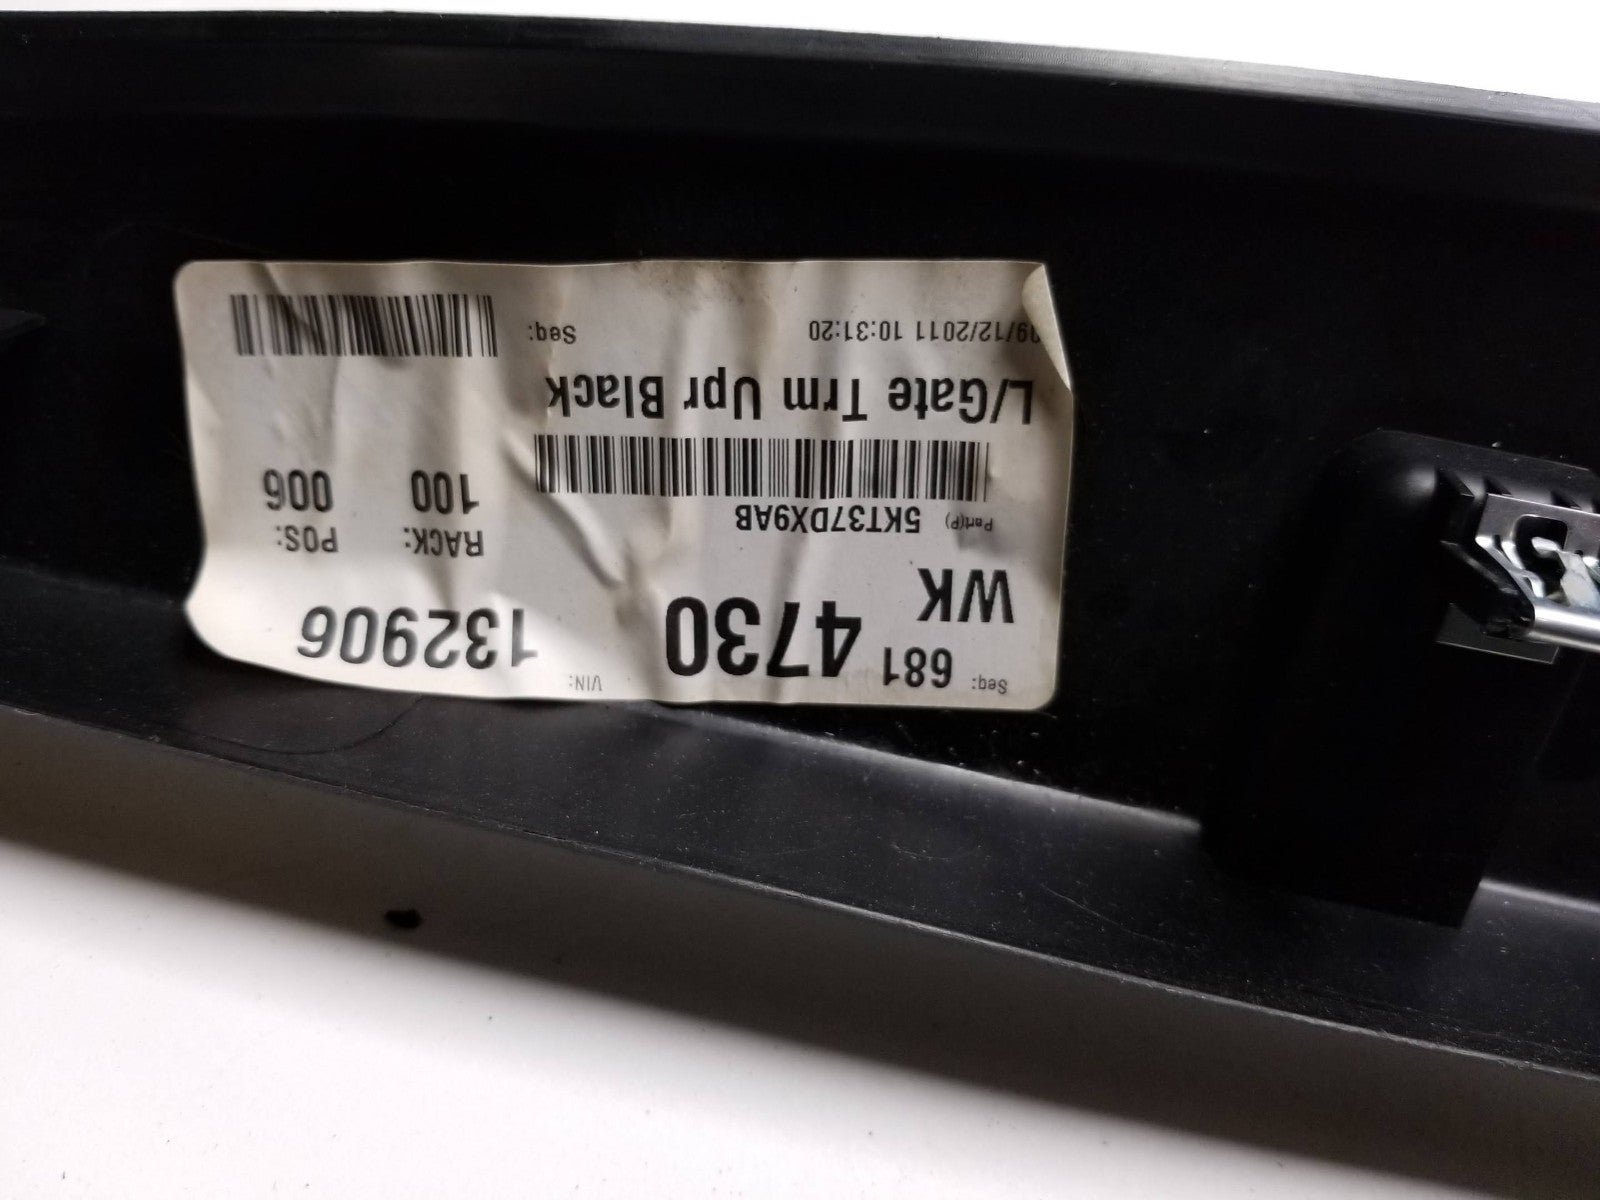 Seq: 681 4730 VIN: 132906
WK
RACK: POS:
100 006
Part(P) 5KT37DX9AB
L/Gate Trm Upr Black
09/12/2011 10:31:20 Seq: